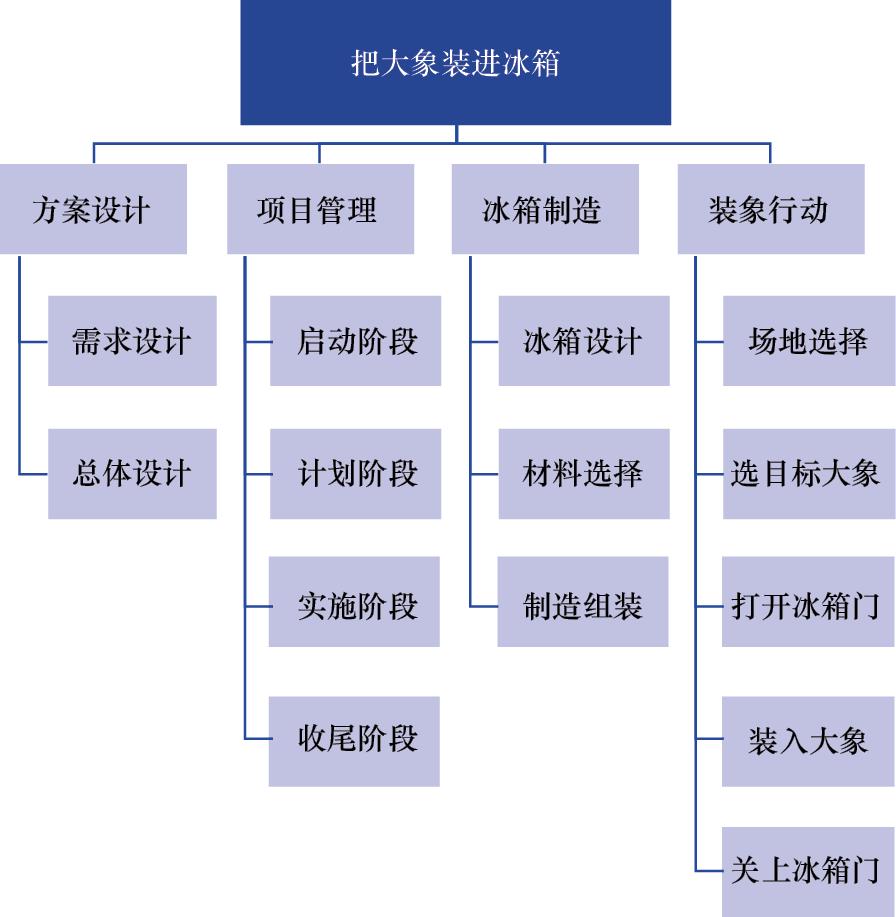 把大象装进冰箱
方案设计
需求设计
总体设计
项目管理
启动阶段
计划阶段
实施阶段
收尾阶段
冰箱制造
冰箱设计
材料选择
制造组装
装象行动
场地选择
选目标大象
打开冰箱门
装入大象
关上冰箱门